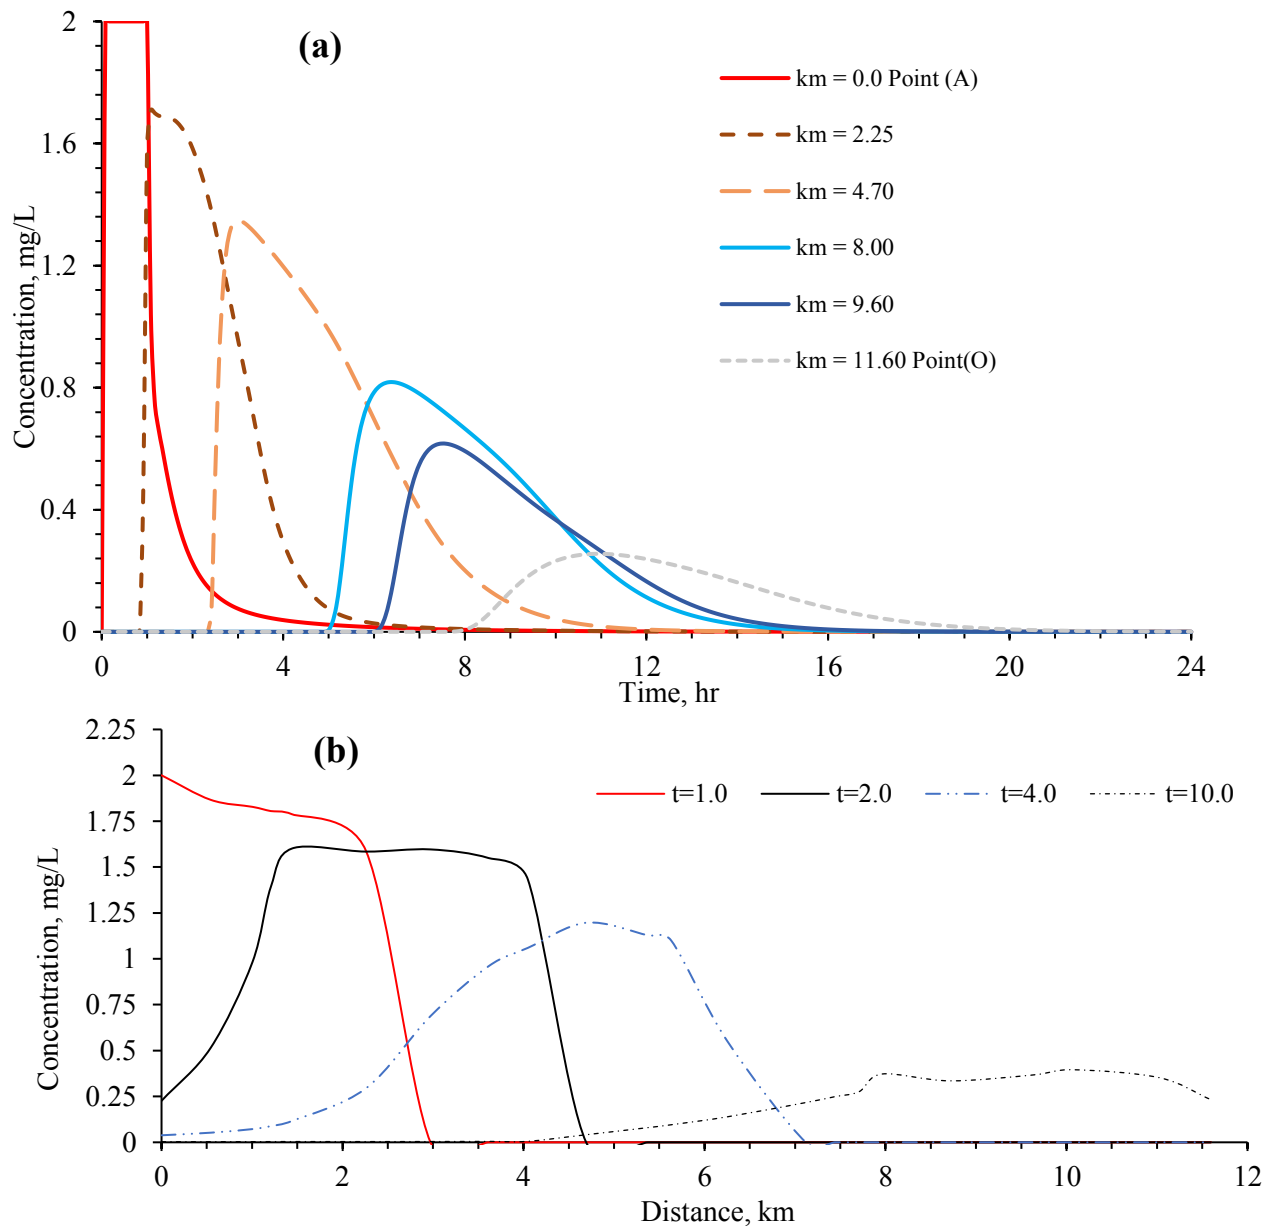 (a)
Concentration, mg/L
2
1.6
1.2
0.8
0.4
0
km = 0.0 Point (A)
km = 2.25
km = 4.70
km = 8.00
km = 9.60
km = 11.60 Point(O)
0 4 8 12 16 20 24
Time, hr
(b)
Concentration, mg/L
2.25
2
1.75
1.5
1.25
1
0.75
0.5
0.25
0
t=1.0 t=2.0 t=4.0 t=10.0
0 2 4 6 8 10 12
Distance, km